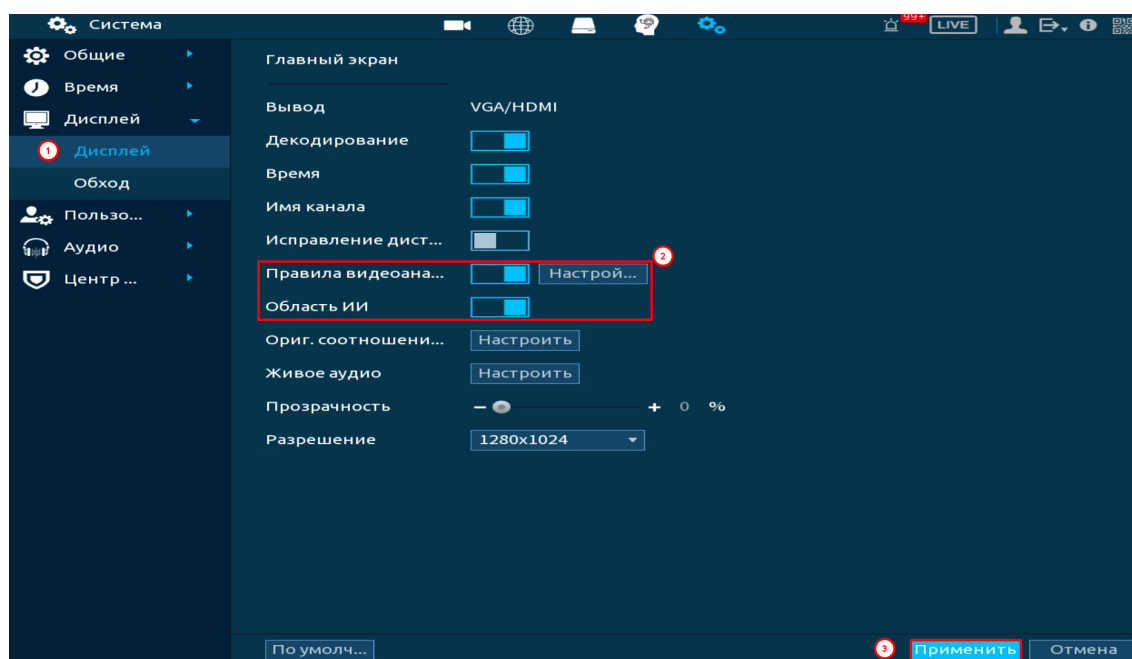 Система
99+
LIVE
Общие
Время
Дисплей
1 Дисплей
Обход
Пользо...
Аудио
Центр ...
Главный экран
Вывод VGA/HDMI
Декодирование
Время
Имя канала
Исправление дист...
2
Правила видеоана... Настрой...
Область ИИ
Ориг. соотношени... Настроить
Живое аудио Настроить
Прозрачность − + 0 %
Разрешение 1280x1024
По умолч... 3 Применить Отмена